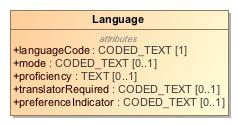 Language
attributes
+languageCode : CODED_TEXT [1]
+mode : CODED_TEXT [0..1]
+proficiency : TEXT [0..1]
+translatorRequired : CODED_TEXT [0..1]
+preferenceIndicator : CODED_TEXT [0..1]